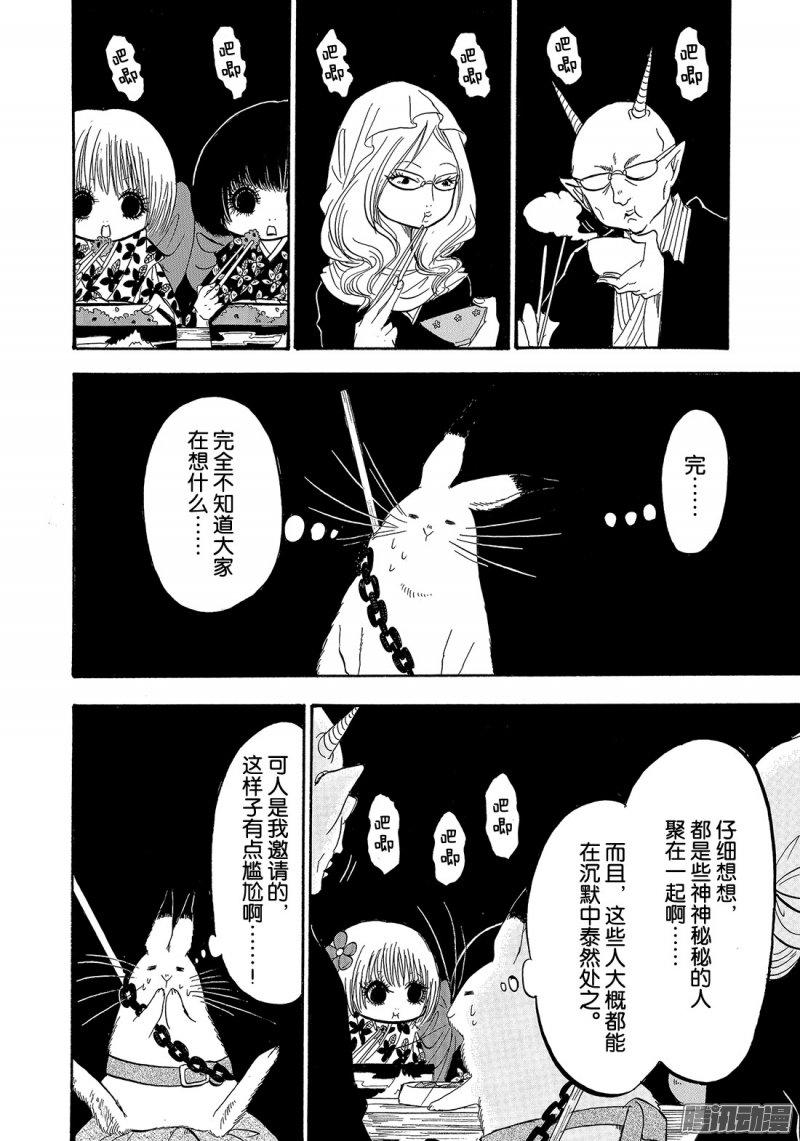 吧唧
吧唧
吧唧
吧唧
吧唧
吧唧
完……
完全不知道大家
在想什么……
仔细想想，
都是些神神秘秘的人
聚在一起啊……
而且，这些人大概都能
在沉默中泰然处之。
吧唧
吧唧
吧唧
可人是我邀请的，
这样子有点尴尬啊……！
腾讯动漫